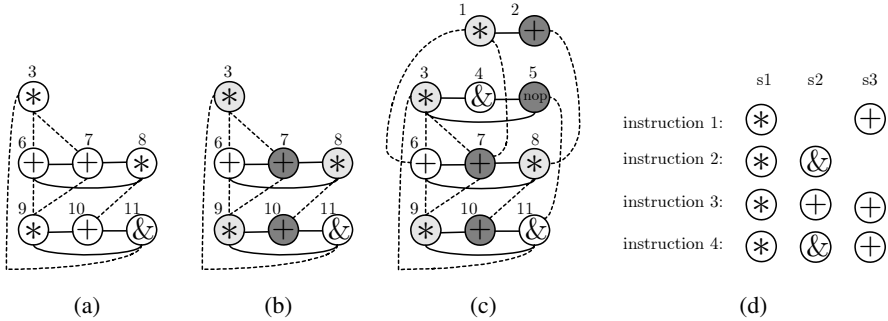 1 2
* +
3 3 3 4 5 s1 s2 s3
* * * & nop
instruction 1: * +
6 7 8 6 7 8 6 7 8
+ + * + + * + + *
instruction 2: * &
9 10 11 9 10 11 9 10 11
instruction 3: * + +
* + & * + & * + &
instruction 4: * & +
(a) (b) (c) (d)